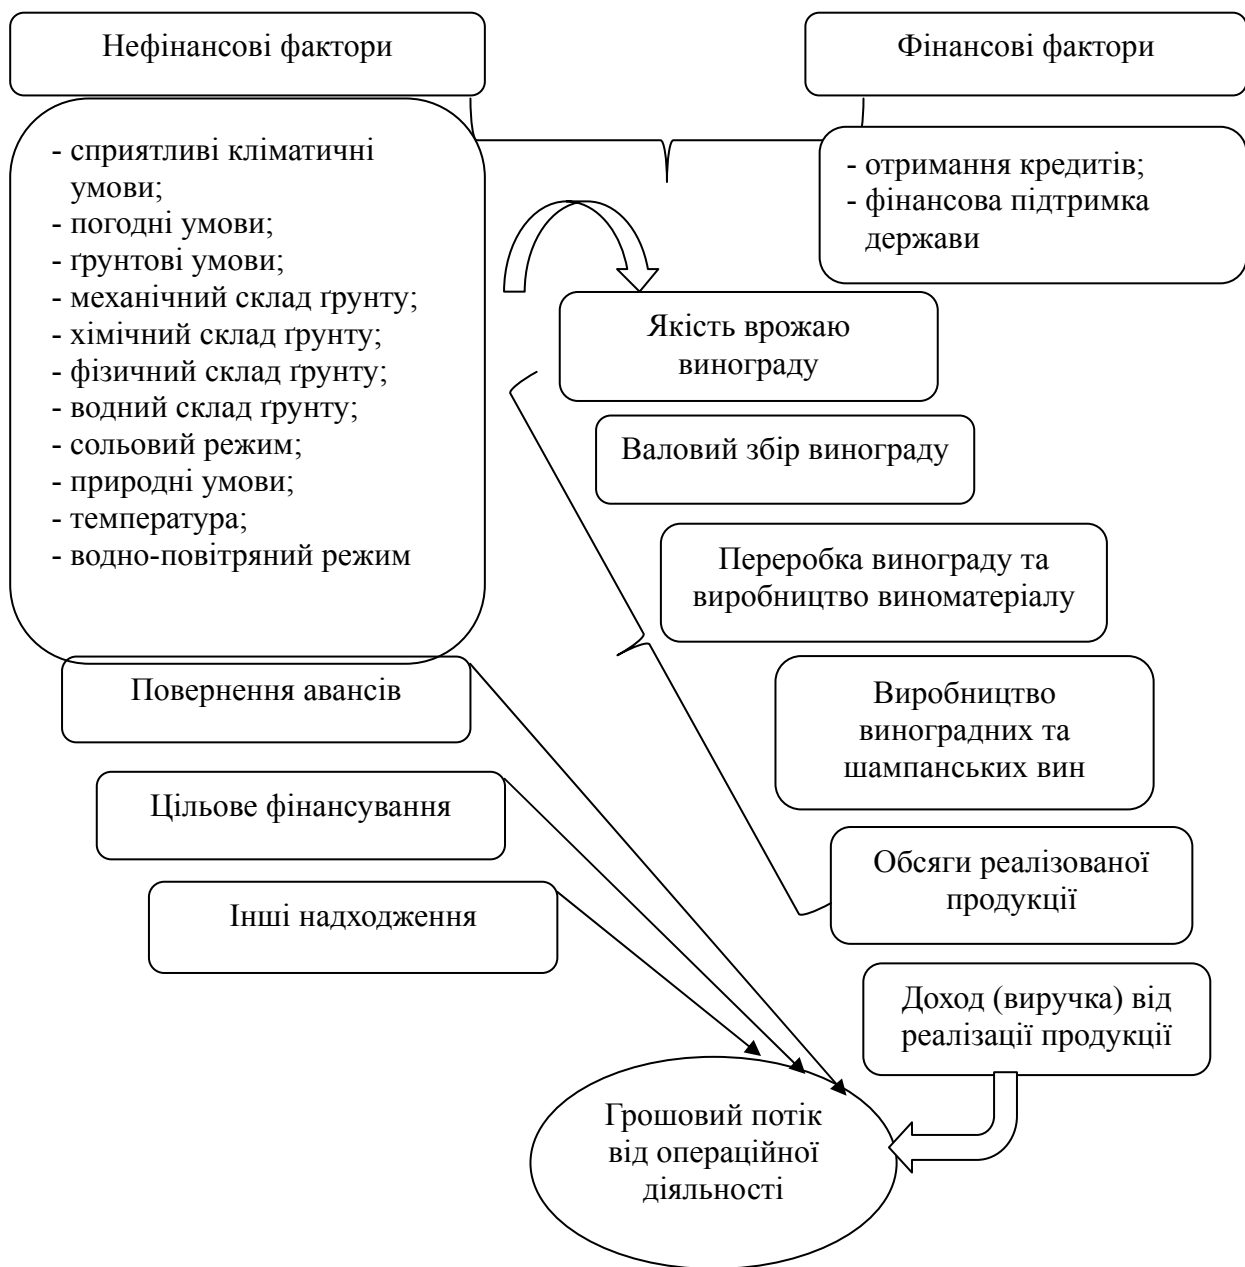 Нефінансові фактори
Фінансові фактори
- сприятливі кліматичні
умови;
- погодні умови;
- ґрунтові умови;
- механічний склад ґрунту;
- хімічний склад ґрунту;
- фізичний склад ґрунту;
- водний склад ґрунту;
- сольовий режим;
- природні умови;
- температура;
- водно-повітряний режим
- отримання кредитів;
- фінансова підтримка
держави
Якість врожаю
винограду
Валовий збір винограду
Переробка винограду та
виробництво виноматеріалу
Виробництво
виноградних та
шампанських вин
Обсяги реалізованої
продукції
Доход (виручка) від
реалізації продукції
Повернення авансів
Цільове фінансування
Інші надходження
Грошовий потік
від операційної
діяльності